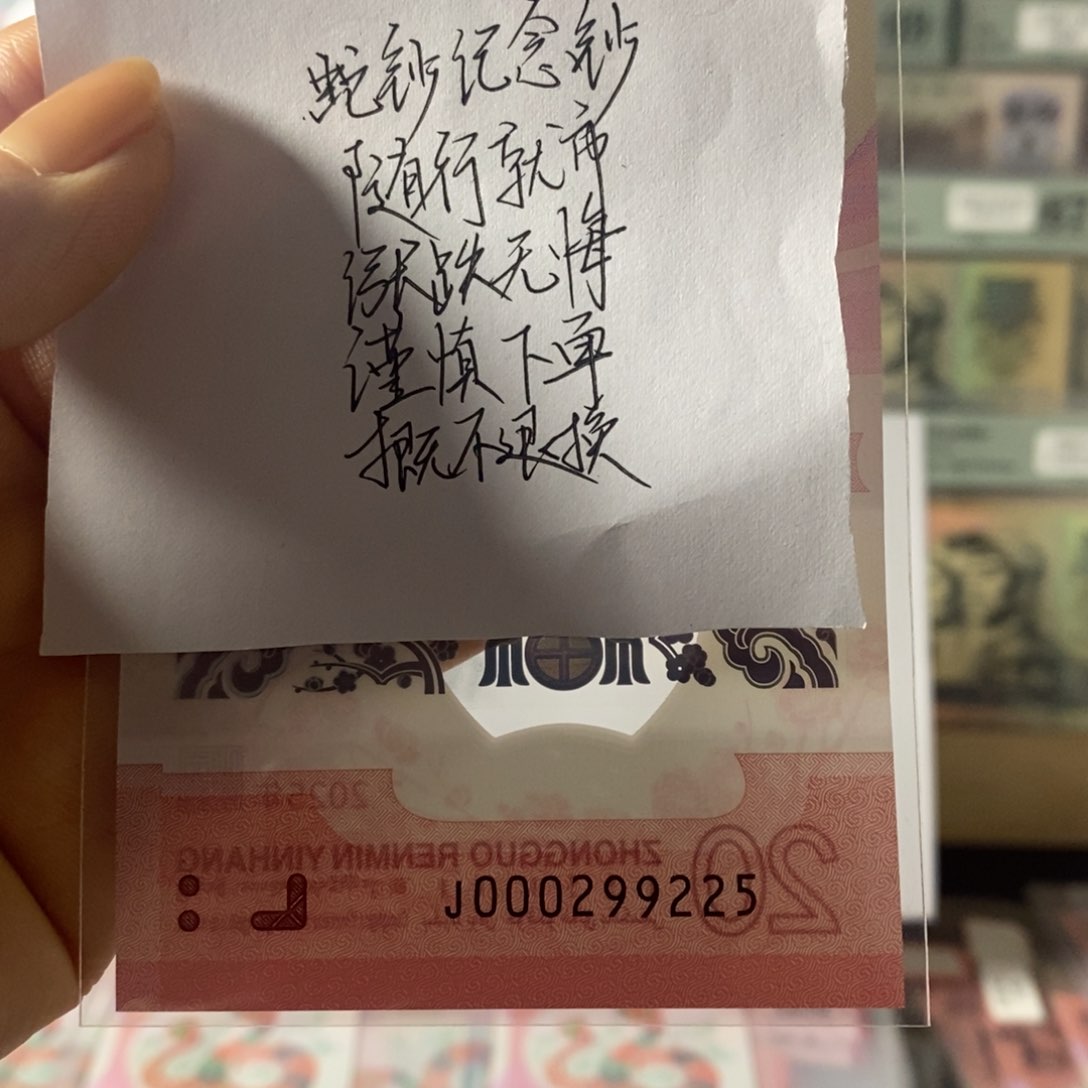 蛇钞纪念钞
随行就市
涨跌无悔
谨慎下单
概不退换
ZHONGGUO RENMIN YINHANG
J000299225
20